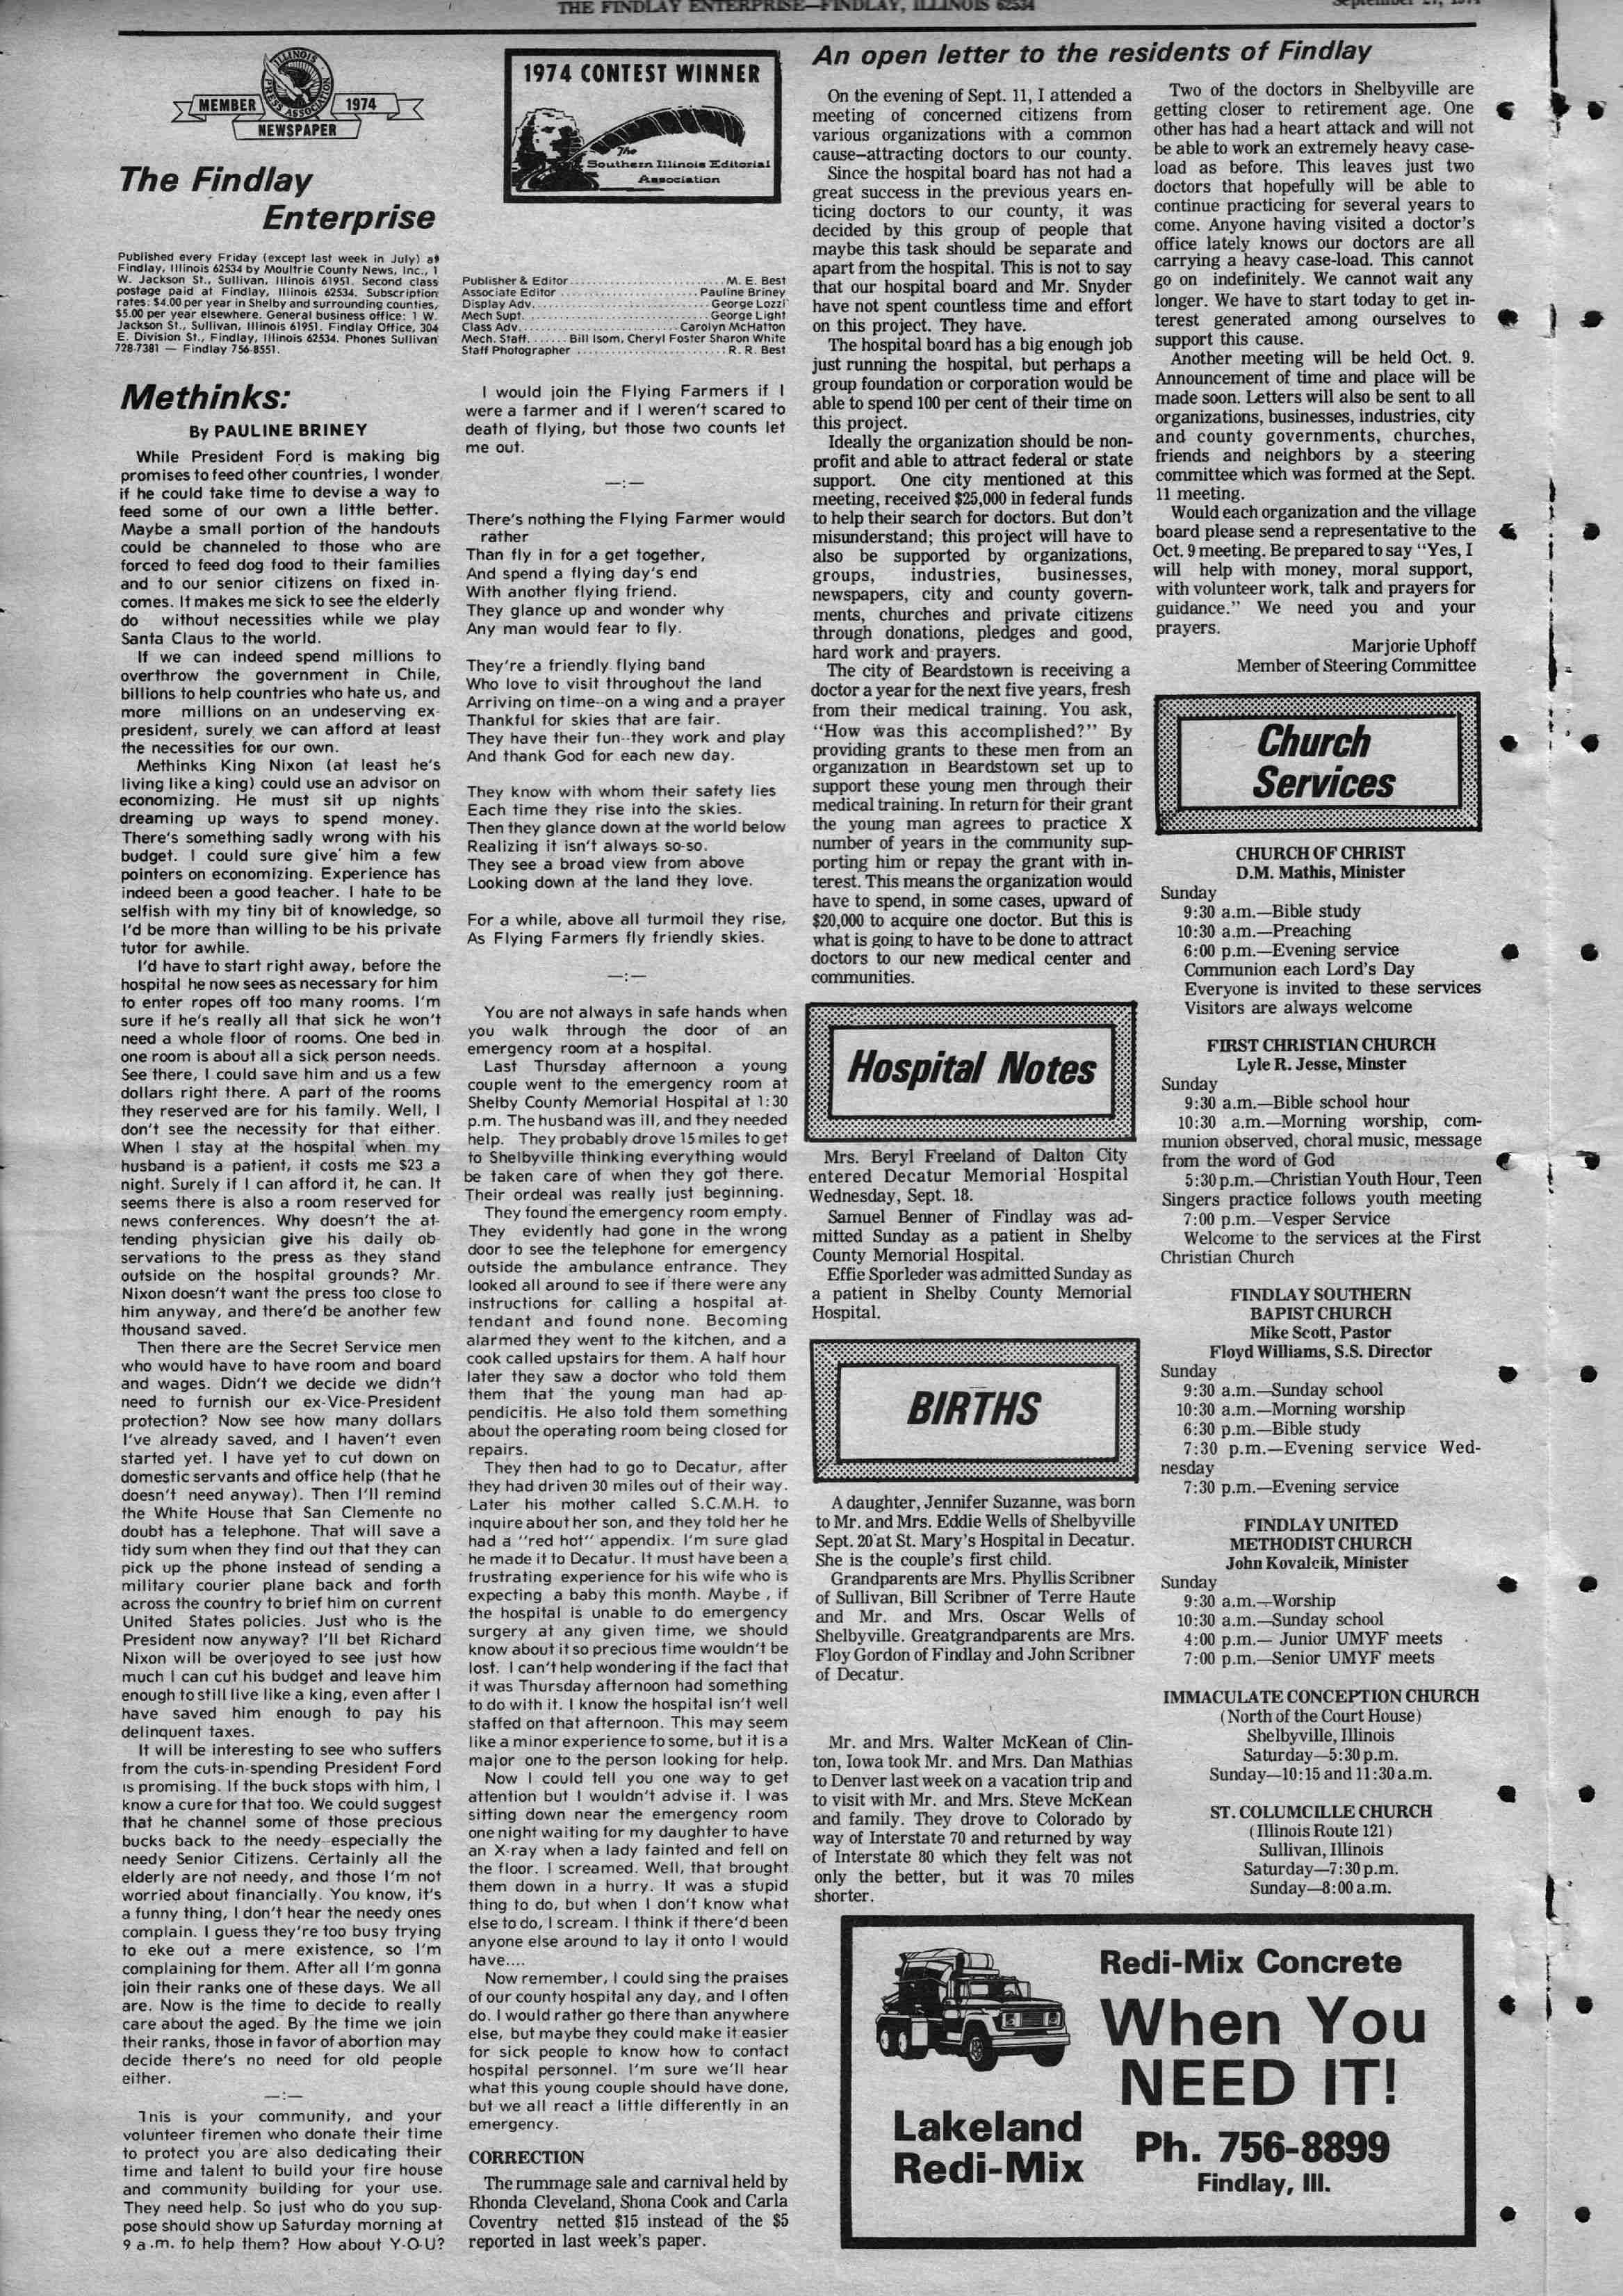 THE FINDLAY ENTERPRISE—FINDLAY, ILLINOIS 62534
September 27, 1974
ILLINOIS
PRESS ASSOCIATION
MEMBER
1974
NEWSPAPER
The Findlay
Enterprise
Published every Friday (except last week in July) at
Findlay, Illinois 62534 by Moultrie County News, Inc., 1
W. Jackson St., Sullivan, Illinois 61951. Second class
postage paid at Findlay, Illinois 62534. Subscription
rates: $4.00 per year in Shelby and surrounding counties,
$5.00 per year elsewhere. General business office: 1 W.
Jackson St., Sullivan, Illinois 61951. Findlay Office, 304
E. Division St., Findlay, Illinois 62534. Phones Sullivan
728-7381 — Findlay 756-8551.
1974 CONTEST WINNER
The
Southern Illinois Editorial
Association
Publisher & Editor.......................M. E. Best
Associate Editor....................Pauline Briney
Display Adv.........................George Lozzi
Mech Supt..........................George Light
Class Adv........................Carolyn McHatton
Mech. Staff.......Bill Isom, Cheryl Foster Sharon White
Staff Photographer.......................R. R. Best
Methinks:
By PAULINE BRINEY
While President Ford is making big
promises to feed other countries, I wonder
if he could take time to devise a way to
feed some of our own a little better.
Maybe a small portion of the handouts
could be channeled to those who are
forced to feed dog food to their families
and to our senior citizens on fixed in-
comes. It makes me sick to see the elderly
do without necessities while we play
Santa Claus to the world.
If we can indeed spend millions to
overthrow the government in Chile,
billions to help countries who hate us, and
more millions on an undeserving ex-
president, surely we can afford at least
the necessities for our own.
Methinks King Nixon (at least he's
living like a king) could use an advisor on
economizing. He must sit up nights
dreaming up ways to spend money.
There's something sadly wrong with his
budget. I could sure give him a few
pointers on economizing. Experience has
indeed been a good teacher. I hate to be
selfish with my tiny bit of knowledge, so
I'd be more than willing to be his private
tutor for awhile.
I'd have to start right away, before the
hospital he now sees as necessary for him
to enter ropes off too many rooms. I'm
sure if he's really all that sick he won't
need a whole floor of rooms. One bed in
one room is about all a sick person needs.
See there, I could save him and us a few
dollars right there. A part of the rooms
they reserved are for his family. Well, I
don't see the necessity for that either.
When I stay at the hospital when my
husband is a patient, it costs me $23 a
night. Surely if I can afford it, he can. It
seems there is also a room reserved for
news conferences. Why doesn't the at-
tending physician give his daily ob-
servations to the press as they stand
outside on the hospital grounds? Mr.
Nixon doesn't want the press too close to
him anyway, and there'd be another few
thousand saved.
Then there are the Secret Service men
who would have to have room and board
and wages. Didn't we decide we didn't
need to furnish our ex-Vice-President
protection? Now see how many dollars
I've already saved, and I haven't even
started yet. I have yet to cut down on
domestic servants and office help (that he
doesn't need anyway). Then I'll remind
the White House that San Clemente no
doubt has a telephone. That will save a
tidy sum when they find out that they can
pick up the phone instead of sending a
military courier plane back and forth
across the country to brief him on current
United States policies. Just who is the
President now anyway? I'll bet Richard
Nixon will be overjoyed to see just how
much I can cut his budget and leave him
enough to still live like a king, even after I
have saved him enough to pay his
delinquent taxes.
It will be interesting to see who suffers
from the cuts-in-spending President Ford
is promising. If the buck stops with him, I
know a cure for that too. We could suggest
that he channel some of those precious
bucks back to the needy--especially the
needy Senior Citizens. Certainly all the
elderly are not needy, and those I'm not
worried about financially. You know, it's
a funny thing, I don't hear the needy ones
complain. I guess they're too busy trying
to eke out a mere existence, so I'm
complaining for them. After all I'm gonna
join their ranks one of these days. We all
are. Now is the time to decide to really
care about the aged. By the time we join
their ranks, those in favor of abortion may
decide there's no need for old people
either.
—:—
This is your community, and your
volunteer firemen who donate their time
to protect you are also dedicating their
time and talent to build your fire house
and community building for your use.
They need help. So just who do you sup-
pose should show up Saturday morning at
9 a.m. to help them? How about Y-O-U?
I would join the Flying Farmers if I
were a farmer and if I weren't scared to
death of flying, but those two counts let
me out.
—:—
There's nothing the Flying Farmer would
rather
Than fly in for a get together,
And spend a flying day's end
With another flying friend.
They glance up and wonder why
Any man would fear to fly.
They're a friendly flying band
Who love to visit throughout the land
Arriving on time--on a wing and a prayer
Thankful for skies that are fair.
They have their fun--they work and play
And thank God for each new day.
They know with whom their safety lies
Each time they rise into the skies.
Then they glance down at the world below
Realizing it isn't always so-so.
They see a broad view from above
Looking down at the land they love.
For a while, above all turmoil they rise,
As Flying Farmers fly friendly skies.
—:—
You are not always in safe hands when
you walk through the door of an
emergency room at a hospital.
Last Thursday afternoon a young
couple went to the emergency room at
Shelby County Memorial Hospital at 1:30
p.m. The husband was ill, and they needed
help. They probably drove 15 miles to get
to Shelbyville thinking everything would
be taken care of when they got there.
Their ordeal was really just beginning.
They found the emergency room empty.
They evidently had gone in the wrong
door to see the telephone for emergency
outside the ambulance entrance. They
looked all around to see if there were any
instructions for calling a hospital at-
tendant and found none. Becoming
alarmed they went to the kitchen, and a
cook called upstairs for them. A half hour
later they saw a doctor who told them
them that the young man had ap-
pendicitis. He also told them something
about the operating room being closed for
repairs.
They then had to go to Decatur, after
they had driven 30 miles out of their way.
Later his mother called S.C.M.H. to
inquire about her son, and they told her he
had a "red hot" appendix. I'm sure glad
he made it to Decatur. It must have been a
frustrating experience for his wife who is
expecting a baby this month. Maybe, if
the hospital is unable to do emergency
surgery at any given time, we should
know about it so precious time wouldn't be
lost. I can't help wondering if the fact that
it was Thursday afternoon had something
to do with it. I know the hospital isn't well
staffed on that afternoon. This may seem
like a minor experience to some, but it is a
major one to the person looking for help.
Now I could tell you one way to get
attention but I wouldn't advise it. I was
sitting down near the emergency room
one night waiting for my daughter to have
an X-ray when a lady fainted and fell on
the floor. I screamed. Well, that brought
them down in a hurry. It was a stupid
thing to do, but when I don't know what
else to do, I scream. I think if there'd been
anyone else around to lay it onto I would
have....
Now remember, I could sing the praises
of our county hospital any day, and I often
do. I would rather go there than anywhere
else, but maybe they could make it easier
for sick people to know how to contact
hospital personnel. I'm sure we'll hear
what this young couple should have done,
but we all react a little differently in an
emergency.
CORRECTION
The rummage sale and carnival held by
Rhonda Cleveland, Shona Cook and Carla
Coventry netted $15 instead of the $5
reported in last week's paper.
An open letter to the residents of Findlay
On the evening of Sept. 11, I attended a
meeting of concerned citizens from
various organizations with a common
cause—attracting doctors to our county.
Since the hospital board has not had a
great success in the previous years en-
ticing doctors to our county, it was
decided by this group of people that
maybe this task should be separate and
apart from the hospital. This is not to say
that our hospital board and Mr. Snyder
have not spent countless time and effort
on this project. They have.
The hospital board has a big enough job
just running the hospital, but perhaps a
group foundation or corporation would be
able to spend 100 per cent of their time on
this project.
Ideally the organization should be non-
profit and able to attract federal or state
support. One city mentioned at this
meeting, received $25,000 in federal funds
to help their search for doctors. But don't
misunderstand; this project will have to
also be supported by organizations,
groups, industries, businesses,
newspapers, city and county govern-
ments, churches and private citizens
through donations, pledges and good,
hard work and prayers.
The city of Beardstown is receiving a
doctor a year for the next five years, fresh
from their medical training. You ask,
"How was this accomplished?" By
providing grants to these men from an
organization in Beardstown set up to
support these young men through their
medical training. In return for their grant
the young man agrees to practice X
number of years in the community sup-
porting him or repay the grant with in-
terest. This means the organization would
have to spend, in some cases, upward of
$20,000 to acquire one doctor. But this is
what is going to have to be done to attract
doctors to our new medical center and
communities.
Two of the doctors in Shelbyville are
getting closer to retirement age. One
other has had a heart attack and will not
be able to work an extremely heavy case-
load as before. This leaves just two
doctors that hopefully will be able to
continue practicing for several years to
come. Anyone having visited a doctor's
office lately knows our doctors are all
carrying a heavy case-load. This cannot
go on indefinitely. We cannot wait any
longer. We have to start today to get in-
terest generated among ourselves to
support this cause.
Another meeting will be held Oct. 9.
Announcement of time and place will be
made soon. Letters will also be sent to all
organizations, businesses, industries, city
and county governments, churches,
friends and neighbors by a steering
committee which was formed at the Sept.
11 meeting.
Would each organization and the village
board please send a representative to the
Oct. 9 meeting. Be prepared to say "Yes, I
will help with money, moral support,
with volunteer work, talk and prayers for
guidance." We need you and your
prayers.
Marjorie Uphoff
Member of Steering Committee
Hospital Notes
Mrs. Beryl Freeland of Dalton City
entered Decatur Memorial Hospital
Wednesday, Sept. 18.
Samuel Benner of Findlay was ad-
mitted Sunday as a patient in Shelby
County Memorial Hospital.
Effie Sporleder was admitted Sunday as
a patient in Shelby County Memorial
Hospital.
BIRTHS
A daughter, Jennifer Suzanne, was born
to Mr. and Mrs. Eddie Wells of Shelbyville
Sept. 20 at St. Mary's Hospital in Decatur.
She is the couple's first child.
Grandparents are Mrs. Phyllis Scribner
of Sullivan, Bill Scribner of Terre Haute
and Mr. and Mrs. Oscar Wells of
Shelbyville. Greatgrandparents are Mrs.
Floy Gordon of Findlay and John Scribner
of Decatur.
Mr. and Mrs. Walter McKean of Clin-
ton, Iowa took Mr. and Mrs. Dan Mathias
to Denver last week on a vacation trip and
to visit with Mr. and Mrs. Steve McKean
and family. They drove to Colorado by
way of Interstate 70 and returned by way
of Interstate 80 which they felt was not
only the better, but it was 70 miles
shorter.
Church
Services
CHURCH OF CHRIST
D.M. Mathis, Minister
Sunday
9:30 a.m.—Bible study
10:30 a.m.—Preaching
6:00 p.m.—Evening service
Communion each Lord's Day
Everyone is invited to these services
Visitors are always welcome
FIRST CHRISTIAN CHURCH
Lyle R. Jesse, Minster
Sunday
9:30 a.m.—Bible school hour
10:30 a.m.—Morning worship, com-
munion observed, choral music, message
from the word of God
5:30 p.m.—Christian Youth Hour, Teen
Singers practice follows youth meeting
7:00 p.m.—Vesper Service
Welcome to the services at the First
Christian Church
FINDLAY SOUTHERN
BAPIST CHURCH
Mike Scott, Pastor
Floyd Williams, S.S. Director
Sunday
9:30 a.m.—Sunday school
10:30 a.m.—Morning worship
6:30 p.m.—Bible study
7:30 p.m.—Evening service Wed-
nesday
7:30 p.m.—Evening service
FINDLAY UNITED
METHODIST CHURCH
John Kovalcik, Minister
Sunday
9:30 a.m.—Worship
10:30 a.m.—Sunday school
4:00 p.m.— Junior UMYF meets
7:00 p.m.—Senior UMYF meets
IMMACULATE CONCEPTION CHURCH
(North of the Court House)
Shelbyville, Illinois
Saturday—5:30 p.m.
Sunday—10:15 and 11:30 a.m.
ST. COLUMCILLE CHURCH
(Illinois Route 121)
Sullivan, Illinois
Saturday—7:30 p.m.
Sunday—8:00 a.m.
Redi-Mix Concrete
When You
NEED IT!
Lakeland
Redi-Mix
Ph. 756-8899
Findlay, Ill.